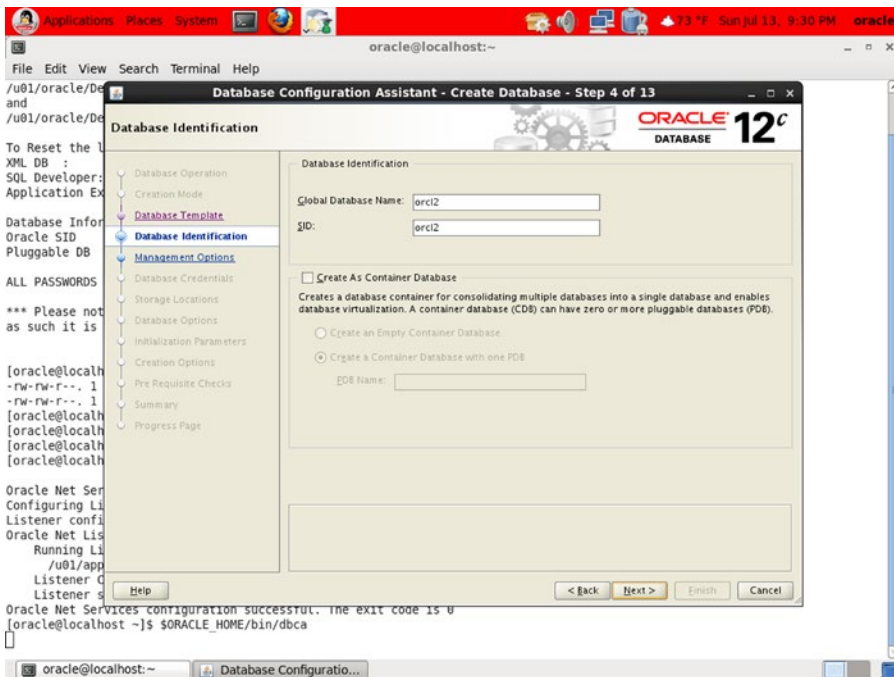 Applications Places System
73 °F Sun Jul 13, 9:30 PM oracle
oracle@localhost:~
File Edit View Search Terminal Help
/u01/oracle/De
and
/u01/oracle/De
To Reset the l
XML DB :
SQL Developer:
Application Ex
Database Infor
Oracle SID
Pluggable DB
ALL PASSWORDS
*** Please not
as such it is
[oracle@localh
-rw-rw-r--. 1
-rw-rw-r--. 1
[oracle@localh
[oracle@localh
[oracle@localh
[oracle@localh
Oracle Net Ser
Configuring Li
Listener confi
Oracle Net Lis
Running Li
/u01/app
Listener C
Listener s
Oracle Net Services configuration successful. The exit code is 0
[oracle@localhost ~]$ $ORACLE_HOME/bin/dbca
Database Configuration Assistant - Create Database - Step 4 of 13
Database Identification
ORACLE DATABASE 12c
Database Operation
Creation Mode
Database Template
Database Identification
Management Options
Database Credentials
Storage Locations
Database Options
Initialization Parameters
Creation Options
Pre Requisite Checks
Summary
Progress Page
Database Identification
Global Database Name: orcl2
SID: orcl2
Create As Container Database
Creates a database container for consolidating multiple databases into a single database and enables
database virtualization. A container database (CDB) can have zero or more pluggable databases (PDB).
Create an Empty Container Database
Create a Container Database with one PDB
PDB Name:
Help
< Back Next > Finish Cancel
oracle@localhost:~ Database Configuratio...